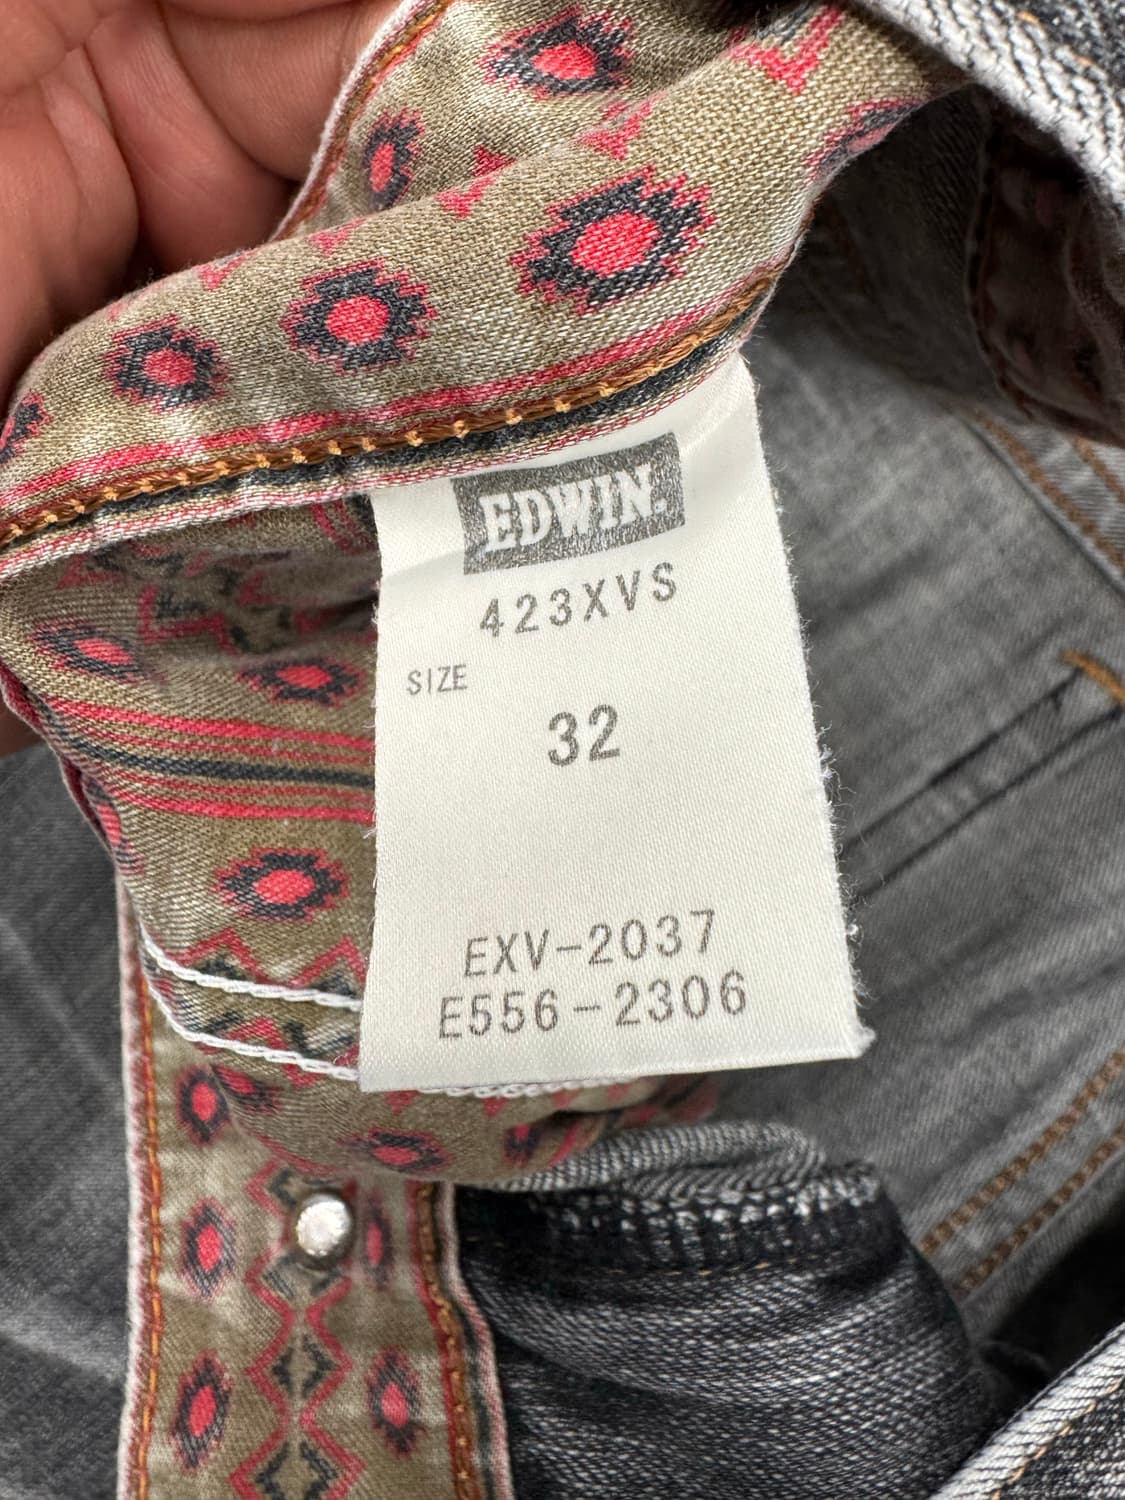 EDWIN.
423XVS
SIZE
32
EXV-2037
E556-2306